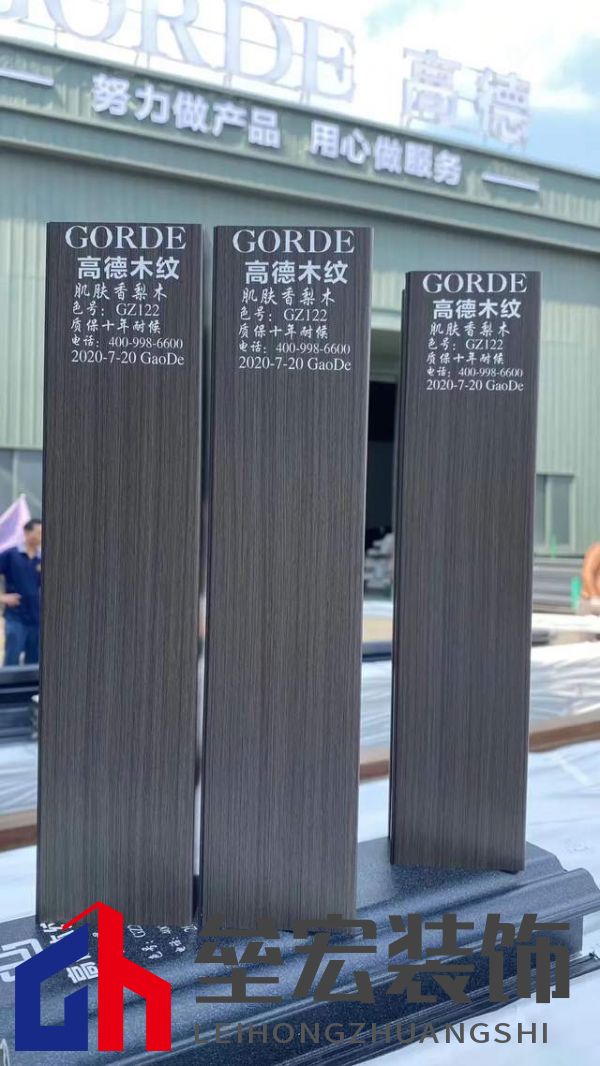 GORDE 高德
努力做产品 用心做服务
GORDE
高德木纹
肌肤香梨木
色号：GZ122
质保十年耐候
电话：400-998-6600
2020-7-20 GaoDe
GORDE
高德木纹
肌肤香梨木
色号：GZ122
质保十年耐候
电话：400-998-6600
2020-7-20 GaoDe
GORDE
高德木纹
肌肤香梨木
色号：GZ122
质保十年耐候
电话：400-998-6600
2020-7-20 GaoDe
垒宏装饰
LEIHONGZHUANGSHI